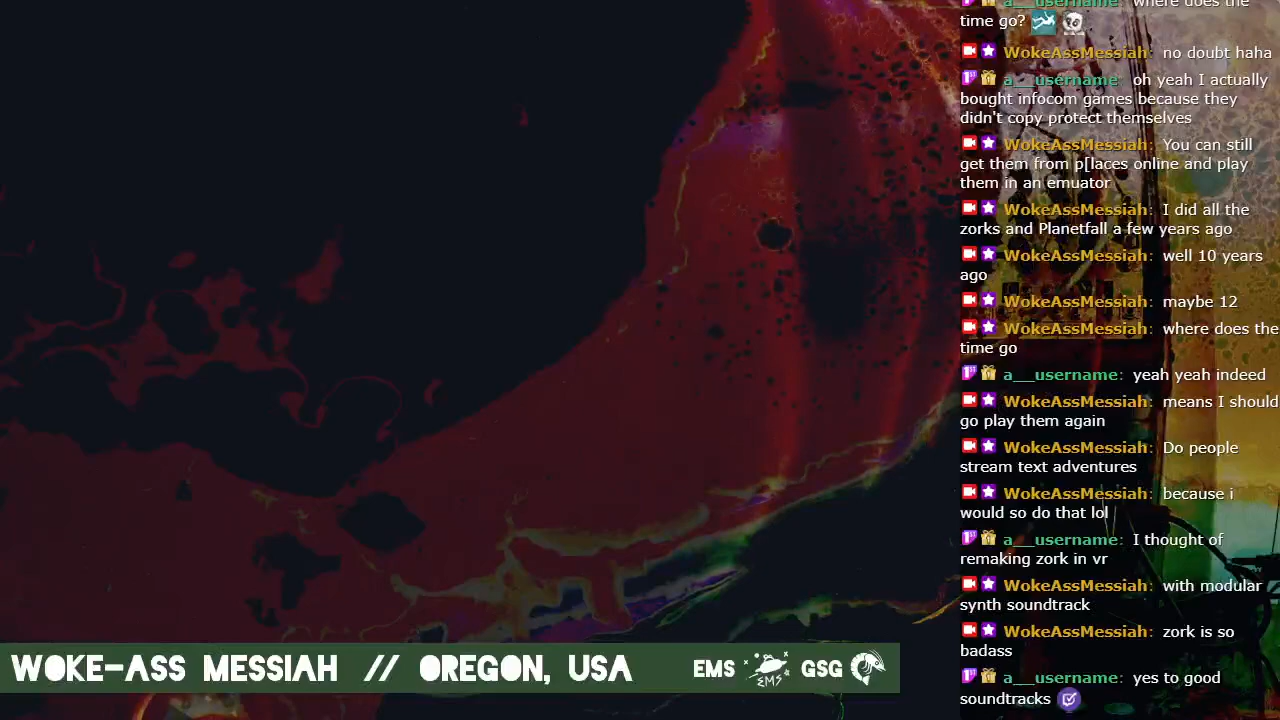 a__username: where does the
time go?
WokeAssMessiah: no doubt haha
a__username: oh yeah I actually
bought infocom games because they
didn't copy protect themselves
WokeAssMessiah: You can still
get them from p[laces online and play
them in an emuator
WokeAssMessiah: I did all the
zorks and Planetfall a few years ago
WokeAssMessiah: well 10 years
ago
WokeAssMessiah: maybe 12
WokeAssMessiah: where does the
time go
a__username: yeah yeah indeed
WokeAssMessiah: means I should
go play them again
WokeAssMessiah: Do people
stream text adventures
WokeAssMessiah: because i
would so do that lol
a__username: I thought of
remaking zork in vr
WokeAssMessiah: with modular
synth soundtrack
WokeAssMessiah: zork is so
badass
a__username: yes to good
soundtracks
WOKE-ASS MESSIAH // OREGON, USA EMS EMS GSG